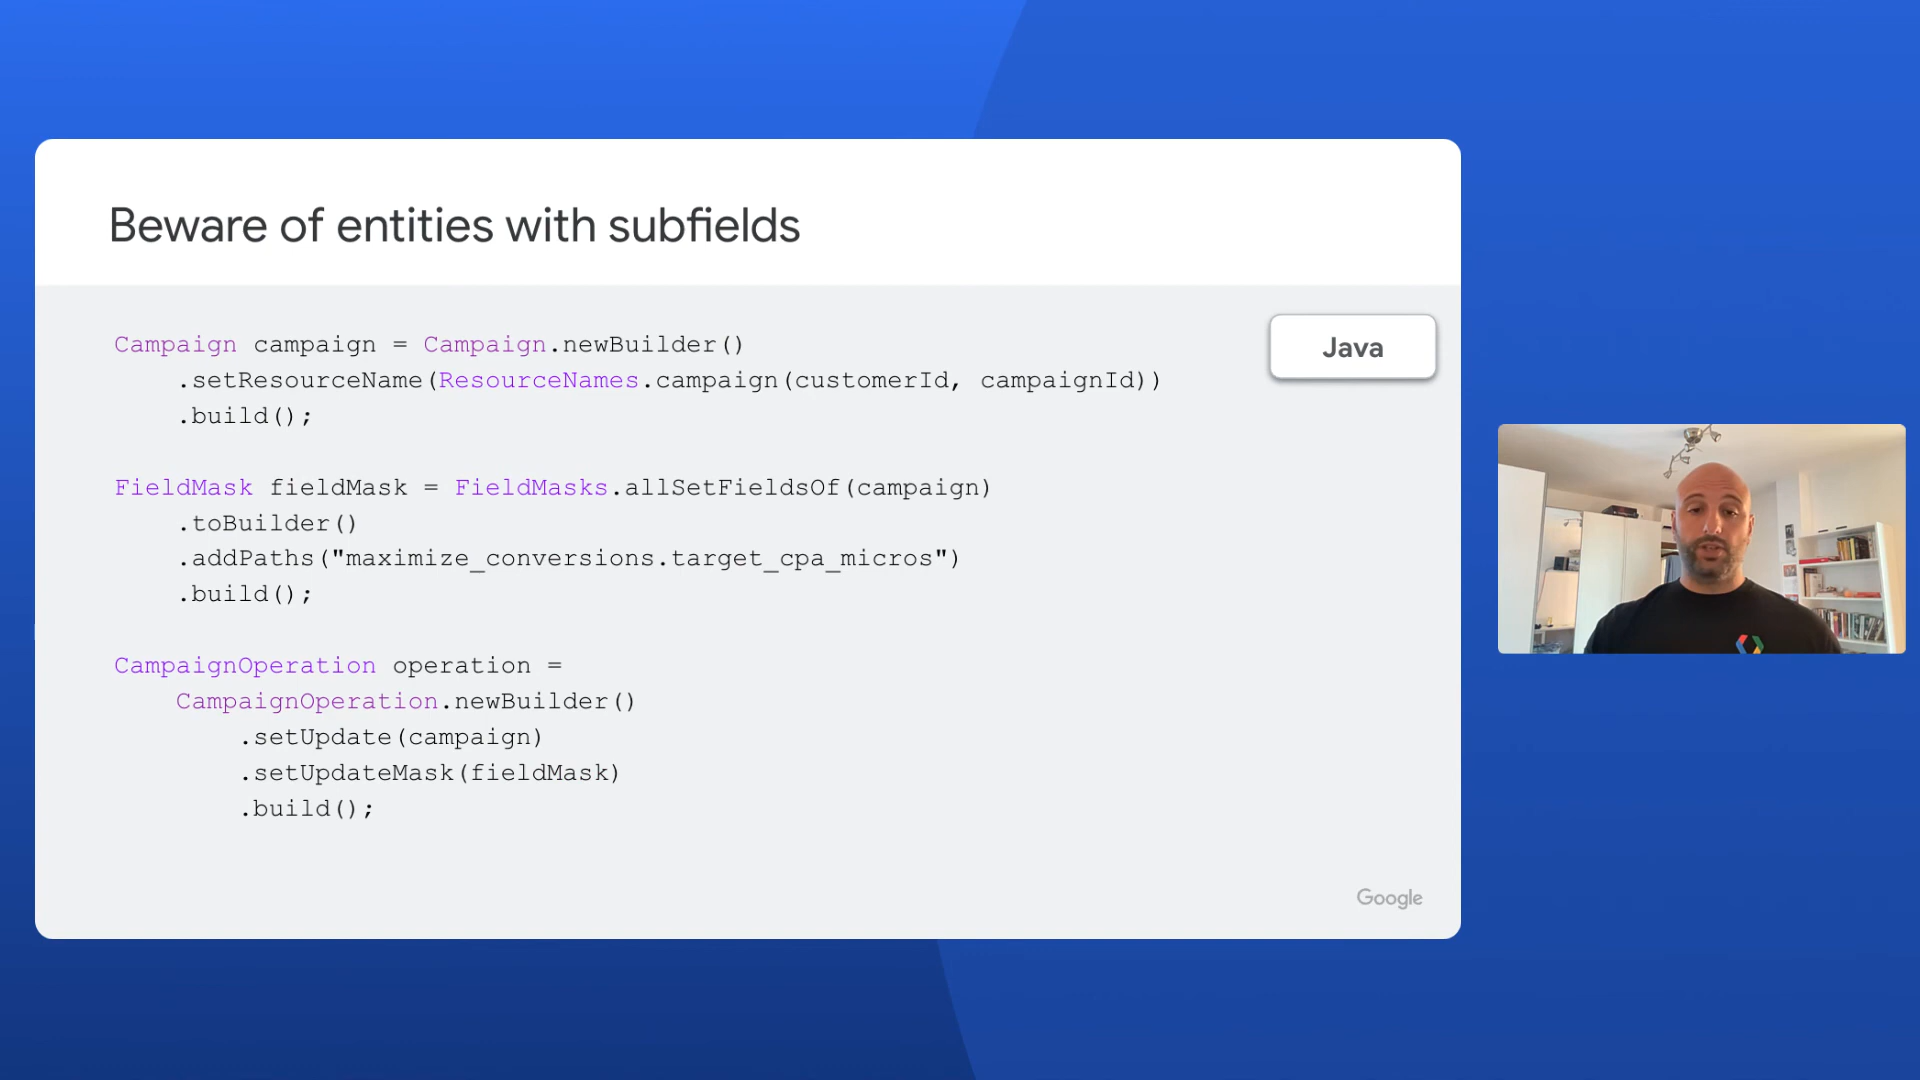 Beware of entities with subfields
Java
Campaign campaign = Campaign.newBuilder()
    .setResourceName(ResourceNames.campaign(customerId, campaignId))
    .build();
FieldMask fieldMask = FieldMasks.allSetFieldsOf(campaign)
    .toBuilder()
    .addPaths("maximize_conversions.target_cpa_micros")
    .build();
CampaignOperation operation =
    CampaignOperation.newBuilder()
        .setUpdate(campaign)
        .setUpdateMask(fieldMask)
        .build();
Google